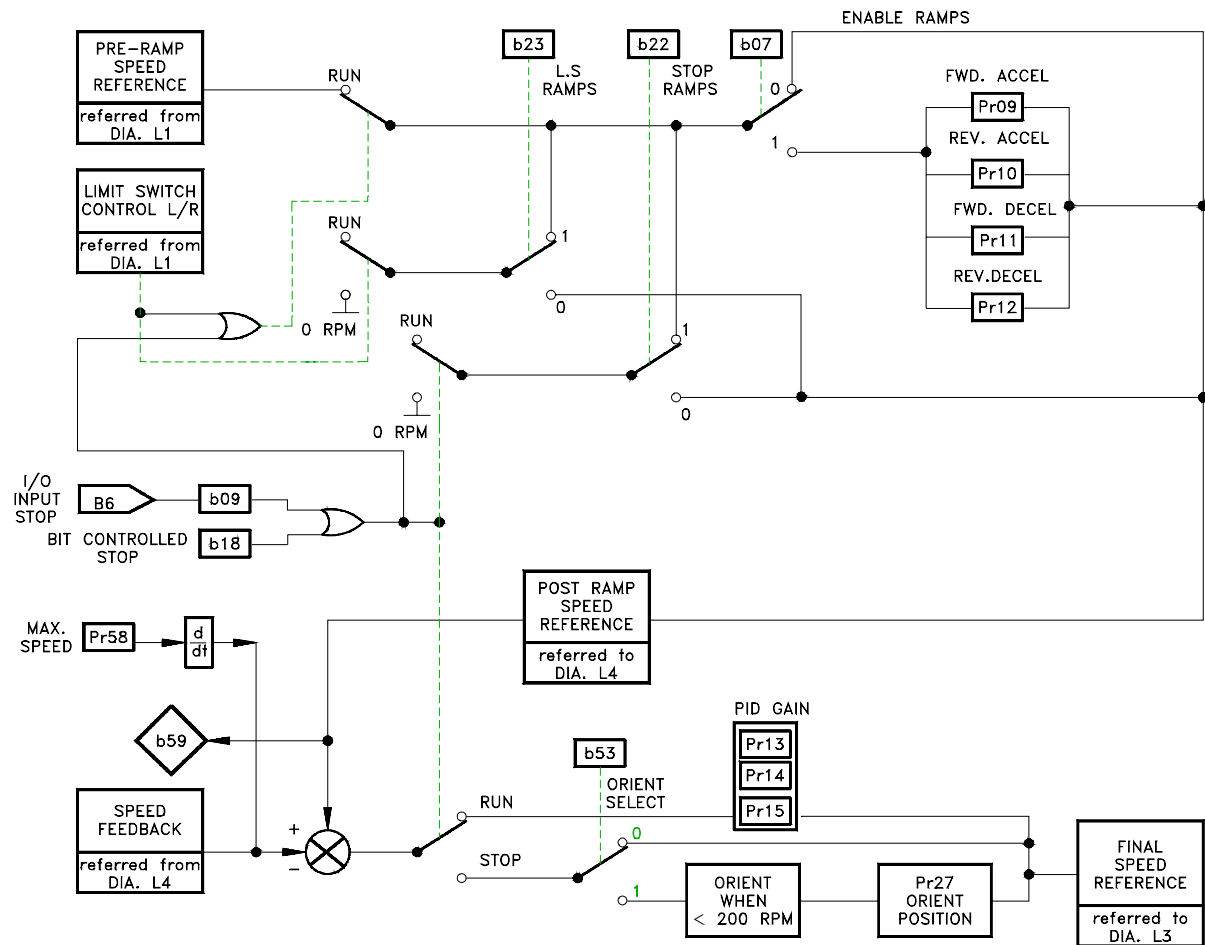 ENABLE RAMPS
PRE-RAMP
SPEED
REFERENCE
referred from
DIA. L1
RUN
b23
L.S
RAMPS
b22
STOP
RAMPS
b07
0
1
FWD. ACCEL
Pr09
REV. ACCEL
Pr10
FWD. DECEL
Pr11
REV.DECEL
Pr12
LIMIT SWITCH
CONTROL L/R
referred from
DIA. L1
RUN
0 RPM
1
0
RUN
0 RPM
1
0
I/O
INPUT
STOP
B6
b09
BIT CONTROLLED
STOP
b18
POST RAMP
SPEED
REFERENCE
referred to
DIA. L4
MAX.
SPEED
Pr58
d
dt
b59
SPEED
FEEDBACK
referred from
DIA. L4
+
−
RUN
STOP
b53
ORIENT
SELECT
0
1
PID GAIN
Pr13
Pr14
Pr15
ORIENT
WHEN
< 200 RPM
Pr27
ORIENT
POSITION
FINAL
SPEED
REFERENCE
referred to
DIA. L3